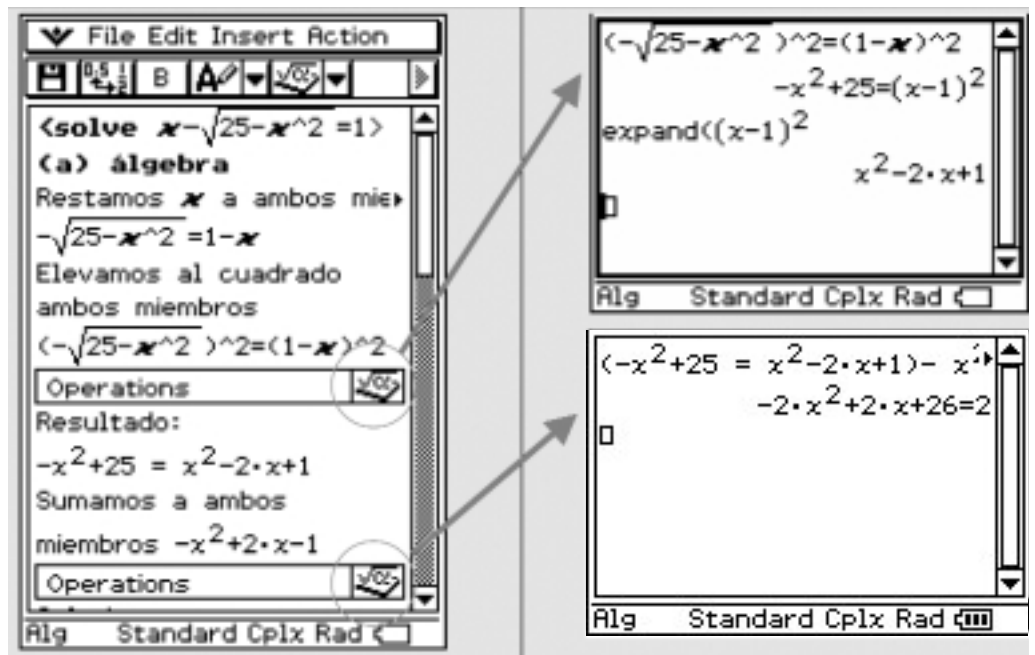 File Edit Insert Action
B A
<solve x-√25-x^2 =1>
(a) álgebra
Restamos x a ambos mie
-√25-x^2 =1-x
Elevamos al cuadrado
ambos miembros
(-√25-x^2 )^2=(1-x)^2
Operations
Resultado:
-x²+25 = x²-2·x+1
Sumamos a ambos
miembros -x²+2·x-1
Operations
Alg Standard Cplx Rad
(-√25-x^2 )^2=(1-x)^2
-x²+25=(x-1)²
expand((x-1)²
x²-2·x+1
Alg Standard Cplx Rad
(-x²+25 = x²-2·x+1)- x
-2·x²+2·x+26=2
Alg Standard Cplx Rad